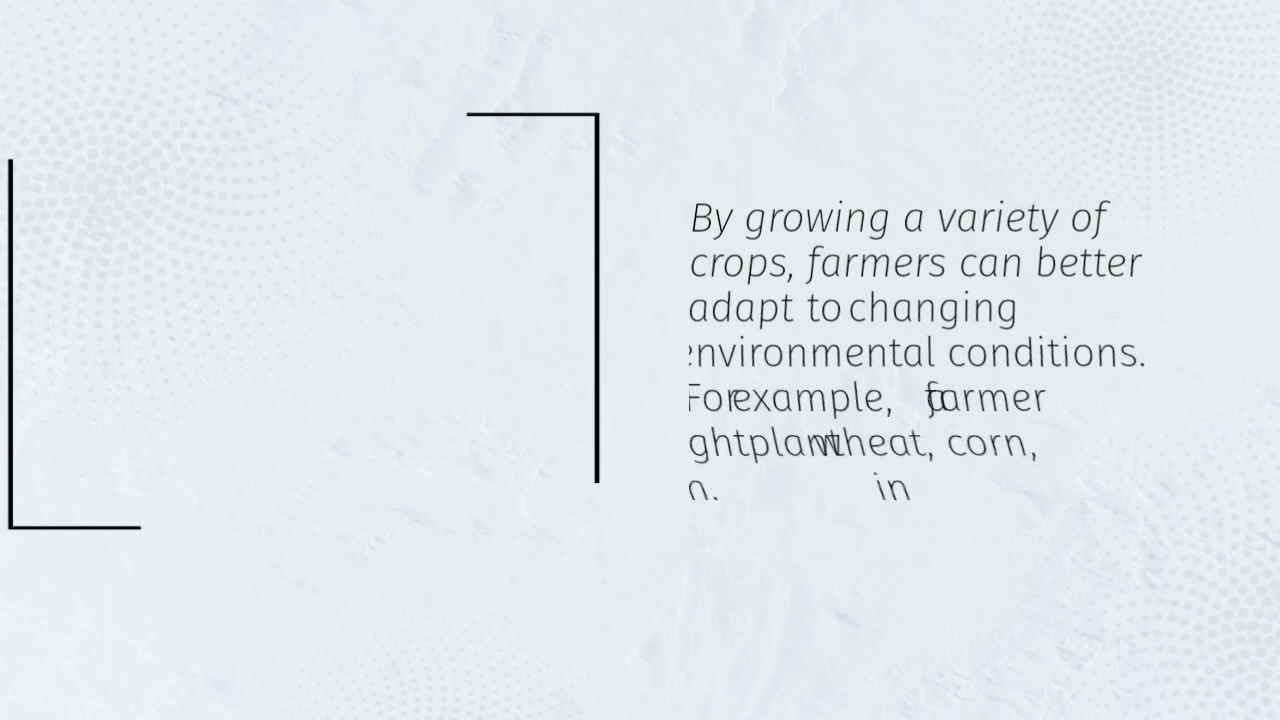 By growing a variety of
crops, farmers can better
adapt to changing
environmental conditions.
For example, a farmer
plant wheat, corn,
in